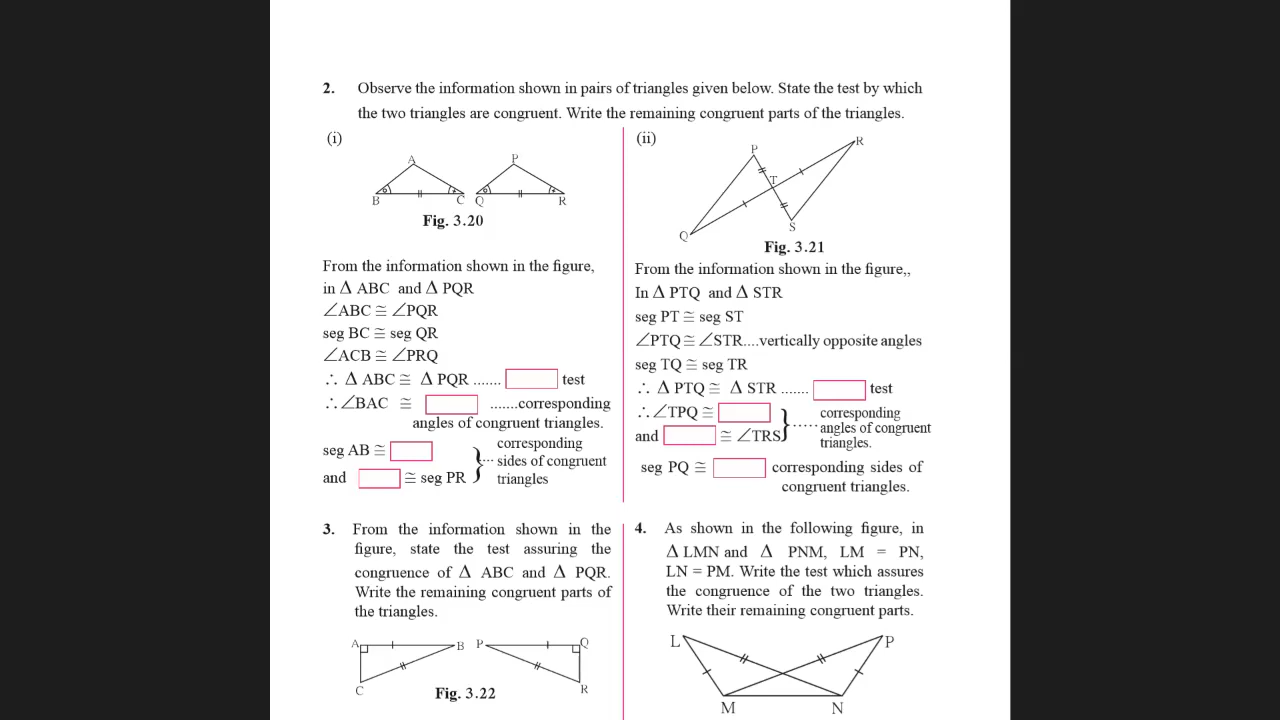 2. Observe the information shown in pairs of triangles given below. State the test by which
the two triangles are congruent. Write the remaining congruent parts of the triangles.
(i)
A
P
B
C
Q
R
Fig. 3.20
From the information shown in the figure,
in Δ ABC and Δ PQR
∠ABC ≅ ∠PQR
seg BC ≅ seg QR
∠ACB ≅ ∠PRQ
∴ Δ ABC ≅ Δ PQR ....... test
∴∠BAC ≅ .......corresponding
angles of congruent triangles.
seg AB ≅
and ≅ seg PR
} ...
corresponding
sides of congruent
triangles
(ii)
P
R
T
Q
S
Fig. 3.21
From the information shown in the figure,,
In Δ PTQ and Δ STR
seg PT ≅ seg ST
∠PTQ ≅ ∠STR....vertically opposite angles
seg TQ ≅ seg TR
∴ Δ PTQ ≅ Δ STR ....... test
∴∠TPQ ≅
and ≅ ∠TRS
} .....
corresponding
angles of congruent
triangles.
seg PQ ≅ corresponding sides of
congruent triangles.
3. From the information shown in the
figure, state the test assuring the
congruence of Δ ABC and Δ PQR.
Write the remaining congruent parts of
the triangles.
A
B
P
Q
C
R
Fig. 3.22
4. As shown in the following figure, in
Δ LMN and Δ PNM, LM = PN,
LN = PM. Write the test which assures
the congruence of the two triangles.
Write their remaining congruent parts.
L
P
M
N